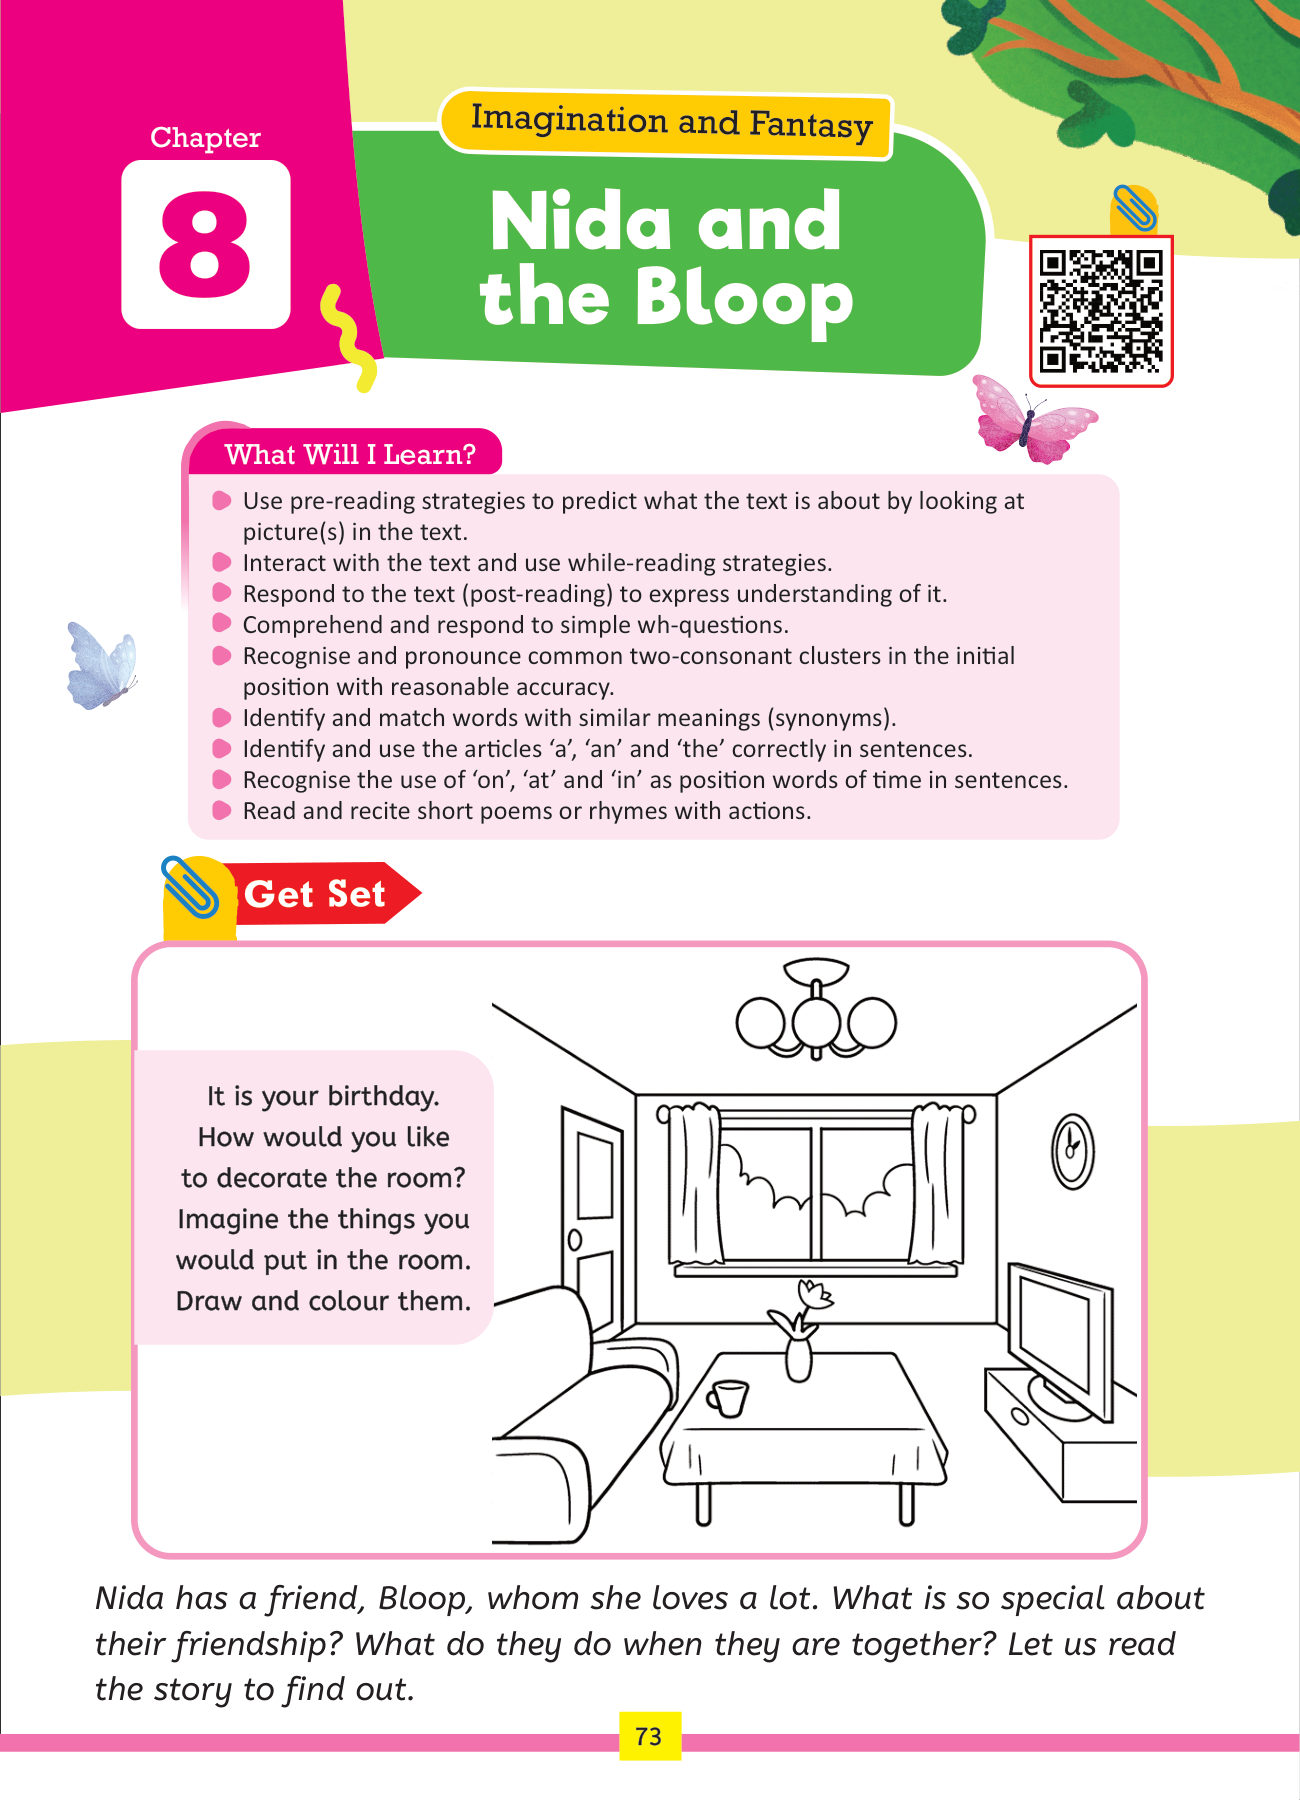 Chapter
8
Imagination and Fantasy
Nida and
the Bloop
What Will I Learn?
Use pre-reading strategies to predict what the text is about by looking at
picture(s) in the text.
Interact with the text and use while-reading strategies.
Respond to the text (post-reading) to express understanding of it.
Comprehend and respond to simple wh-questions.
Recognise and pronounce common two-consonant clusters in the initial
position with reasonable accuracy.
Identify and match words with similar meanings (synonyms).
Identify and use the articles ‘a’, ‘an’ and ‘the’ correctly in sentences.
Recognise the use of ‘on’, ‘at’ and ‘in’ as position words of time in sentences.
Read and recite short poems or rhymes with actions.
Get Set
It is your birthday.
How would you like
to decorate the room?
Imagine the things you
would put in the room.
Draw and colour them.
Nida has a friend, Bloop, whom she loves a lot. What is so special about
their friendship? What do they do when they are together? Let us read
the story to find out.
73